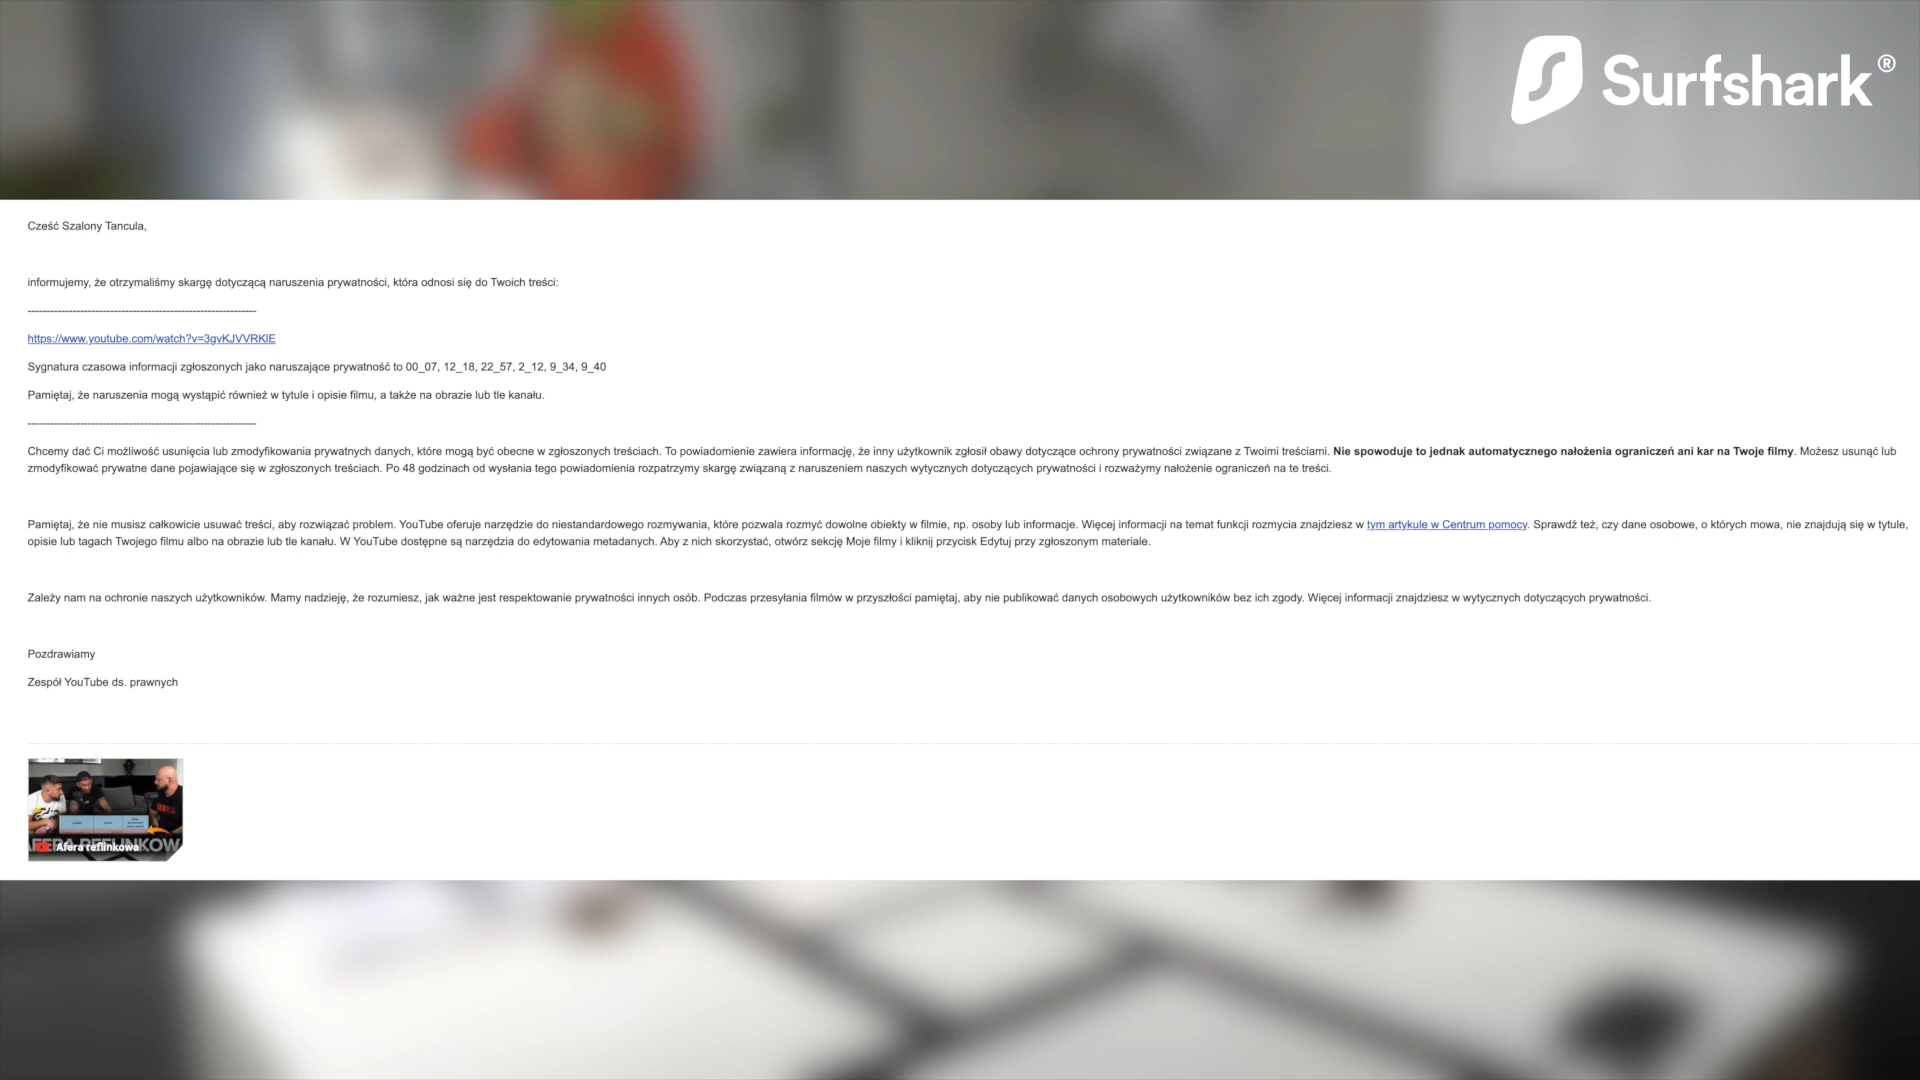 Surfshark®
Cześć Szalony Tancula,
informujemy, że otrzymaliśmy skargę dotyczącą naruszenia prywatności, która odnosi się do Twoich treści:
-------------------------------------------------------------
https://www.youtube.com/watch?v=3gvKJVVRKlE
Sygnatura czasowa informacji zgłoszonych jako naruszające prywatność to 00_07, 12_18, 22_57, 2_12, 9_34, 9_40
Pamiętaj, że naruszenia mogą wystąpić również w tytule i opisie filmu, a także na obrazie lub tle kanału.
-------------------------------------------------------------
Chcemy dać Ci możliwość usunięcia lub zmodyfikowania prywatnych danych, które mogą być obecne w zgłoszonych treściach. To powiadomienie zawiera informację, że inny użytkownik zgłosił obawy dotyczące ochrony prywatności związane z Twoimi treściami. Nie spowoduje to jednak automatycznego nałożenia ograniczeń ani kar na Twoje filmy. Możesz usunąć lub
zmodyfikować prywatne dane pojawiające się w zgłoszonych treściach. Po 48 godzinach od wysłania tego powiadomienia rozpatrzymy skargę związaną z naruszeniem naszych wytycznych dotyczących prywatności i rozważymy nałożenie ograniczeń na te treści.
Pamiętaj, że nie musisz całkowicie usuwać treści, aby rozwiązać problem. YouTube oferuje narzędzie do niestandardowego rozmywania, które pozwala rozmyć dowolne obiekty w filmie, np. osoby lub informacje. Więcej informacji na temat funkcji rozmycia znajdziesz w tym artykule w Centrum pomocy. Sprawdź też, czy dane osobowe, o których mowa, nie znajdują się w tytule,
opisie lub tagach Twojego filmu albo na obrazie lub tle kanału. W YouTube dostępne są narzędzia do edytowania metadanych. Aby z nich skorzystać, otwórz sekcję Moje filmy i kliknij przycisk Edytuj przy zgłoszonym materiale.
Zależy nam na ochronie naszych użytkowników. Mamy nadzieję, że rozumiesz, jak ważne jest respektowanie prywatności innych osób. Podczas przesyłania filmów w przyszłości pamiętaj, aby nie publikować danych osobowych użytkowników bez ich zgody. Więcej informacji znajdziesz w wytycznych dotyczących prywatności.
Pozdrawiamy
Zespół YouTube ds. prawnych
Afera reflinkowa